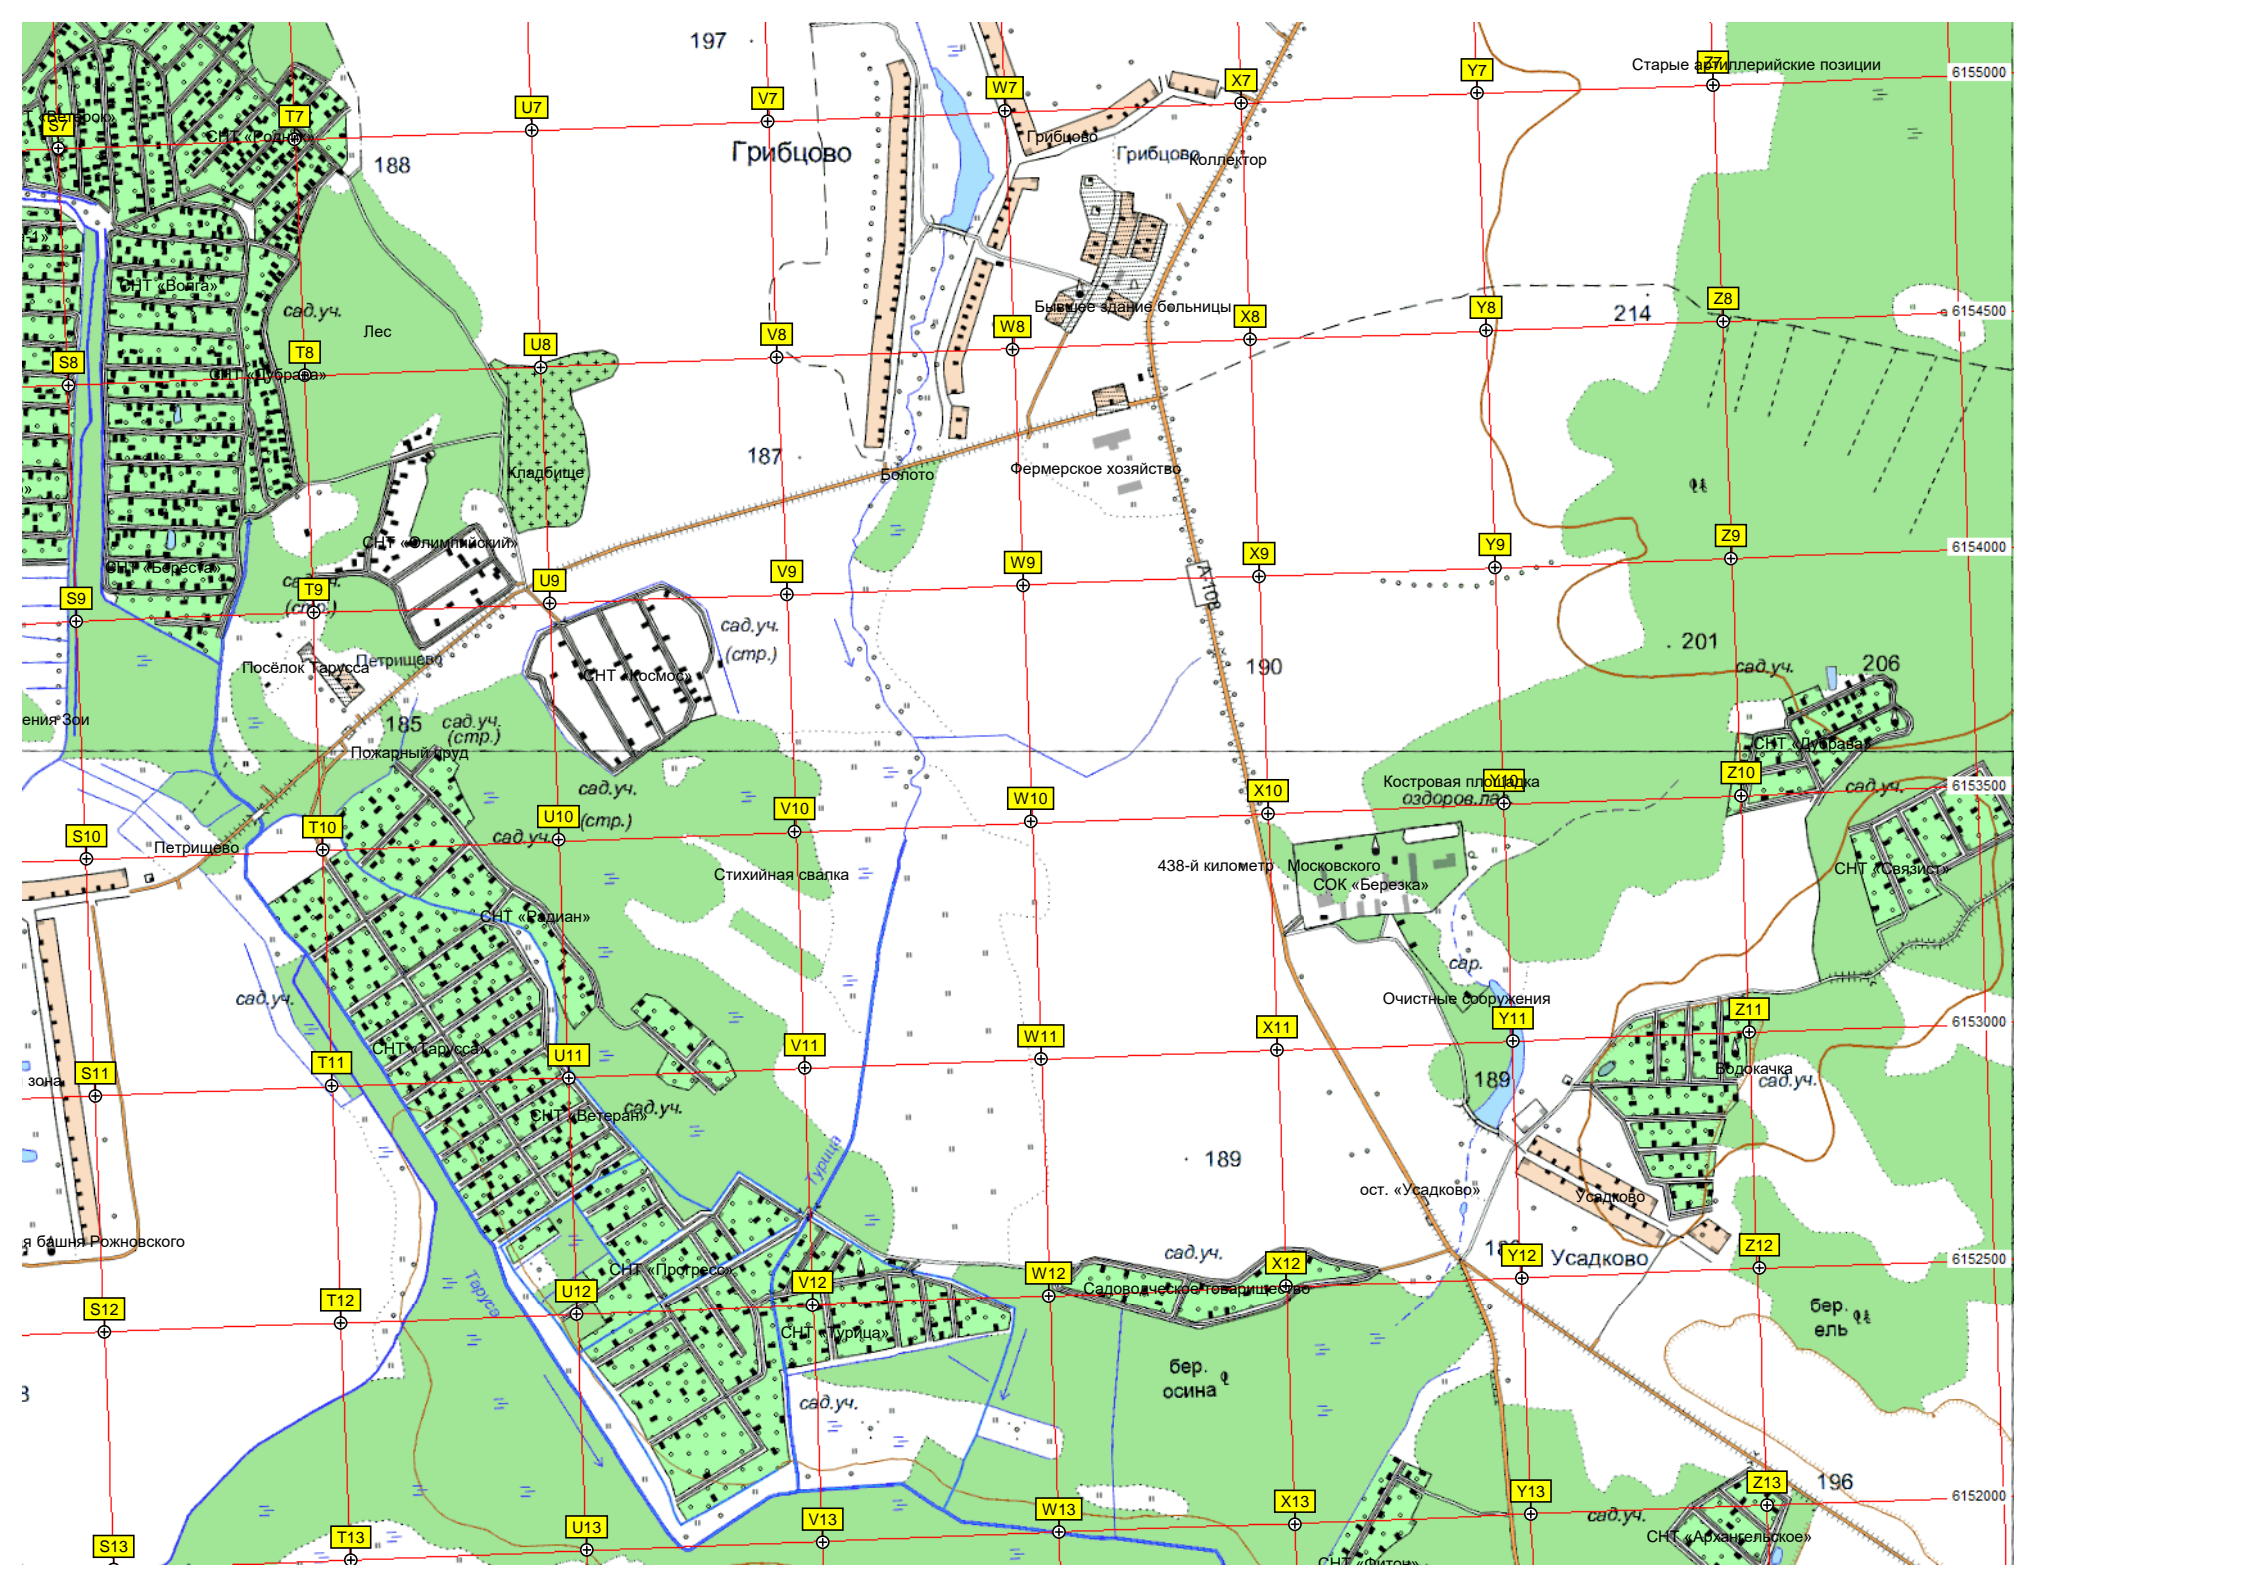 197
Старые артиллерийские позиции
Z7
Y7
6155000
X7
W7
V7
U7
T7
S7
СНТ «Родник»
Грибцово
Грибцово
Грибцово
Коллектор
188
СНТ «Волга»
сад.уч.
Лес
Бывшее здание больницы
214
6154500
Z8
Y8
X8
W8
V8
U8
T8
S8
СНТ «Дубрава»
187
Кладбище
Болото
Фермерское хозяйство
СНТ «Олимпийский»
6154000
Z9
Y9
X9
W9
V9
U9
T9
S9
СНТ «Береста»
(стр.)
А-108
сад.уч.
(стр.)
201
190
сад.уч.
206
Посёлок Тарусса
Петрищево
СНТ «Космос»
ения Зои
185
сад.уч.
(стр.)
Пожарный пруд
СНТ «Дубрава»
сад.уч.
сад.уч.
(стр.)
сад.уч.
Костровая площадка
оздоров.ла
6153500
Z10
Y10
X10
W10
V10
U10
T10
S10
Петрищево
Стихийная свалка
438-й километр
Московского
СОК «Березка»
СНТ «Связист»
СНТ «Радиан»
сар.
сад.уч.
Очистные сооружения
6153000
Z11
Y11
X11
W11
V11
U11
T11
S11
СНТ «Тарусса»
зона
189
Водокачка
сад.уч.
СНТ «Ветеран»
сад.уч.
Турица
189
ост. «Усадково»
Усадково
я башня Рожновского
сад.уч.
Усадково
6152500
Z12
Y12
X12
W12
V12
U12
T12
S12
СНТ «Прогресс»
Садоводческое товарищество
Таруса
СНТ «Турица»
бер.
ель
бер.
осина
сад.уч.
196
6152000
Z13
Y13
X13
W13
V13
U13
T13
S13
сад.уч.
СНТ «Архангельское»
СНТ «Фитон»